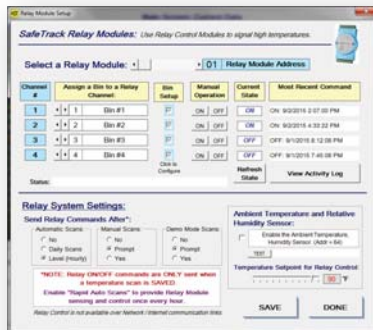 Relay Module Setup
SafeTrack Relay Modules: Use Relay Control Modules to signal high temperatures.
Select a Relay Module: 01 Relay Module Address
Channel # Assign a Bin to a Relay Channel: Bin Setup Manual Operation Current State Most Recent Command
1 1 Bin #1 ON OFF ON ON: 9/2/2015 2:07:00 PM
2 2 Bin #2 ON OFF ON ON: 9/2/2015 4:33:22 PM
3 3 Bin #3 ON OFF OFF OFF: 9/1/2015 8:12:08 PM
4 4 Bin #4 ON OFF OFF OFF: 9/1/2015 7:45:08 PM
Click to Configure
Refresh State
View Activity Log
Status:
Relay System Settings:
Send Relay Commands After*:
Automatic Scans Manual Scans Demo Mode Scans
No No No
Daily Scans Prompt Prompt
Level (Hourly) Yes Yes
*NOTE: Relay ON/OFF commands are ONLY sent when a temperature scan is SAVED.
Enable "Rapid Auto Scans" to provide Relay Module sensing and control once every hour.
Relay Control is not available over Network / Internet communication links
Ambient Temperature and Relative Humidity Sensor:
Enable the Ambient Temperature, Humidity Sensor (Addr = 64)
TEST
Temperature Setpoint for Relay Control:
90 °F
SAVE DONE